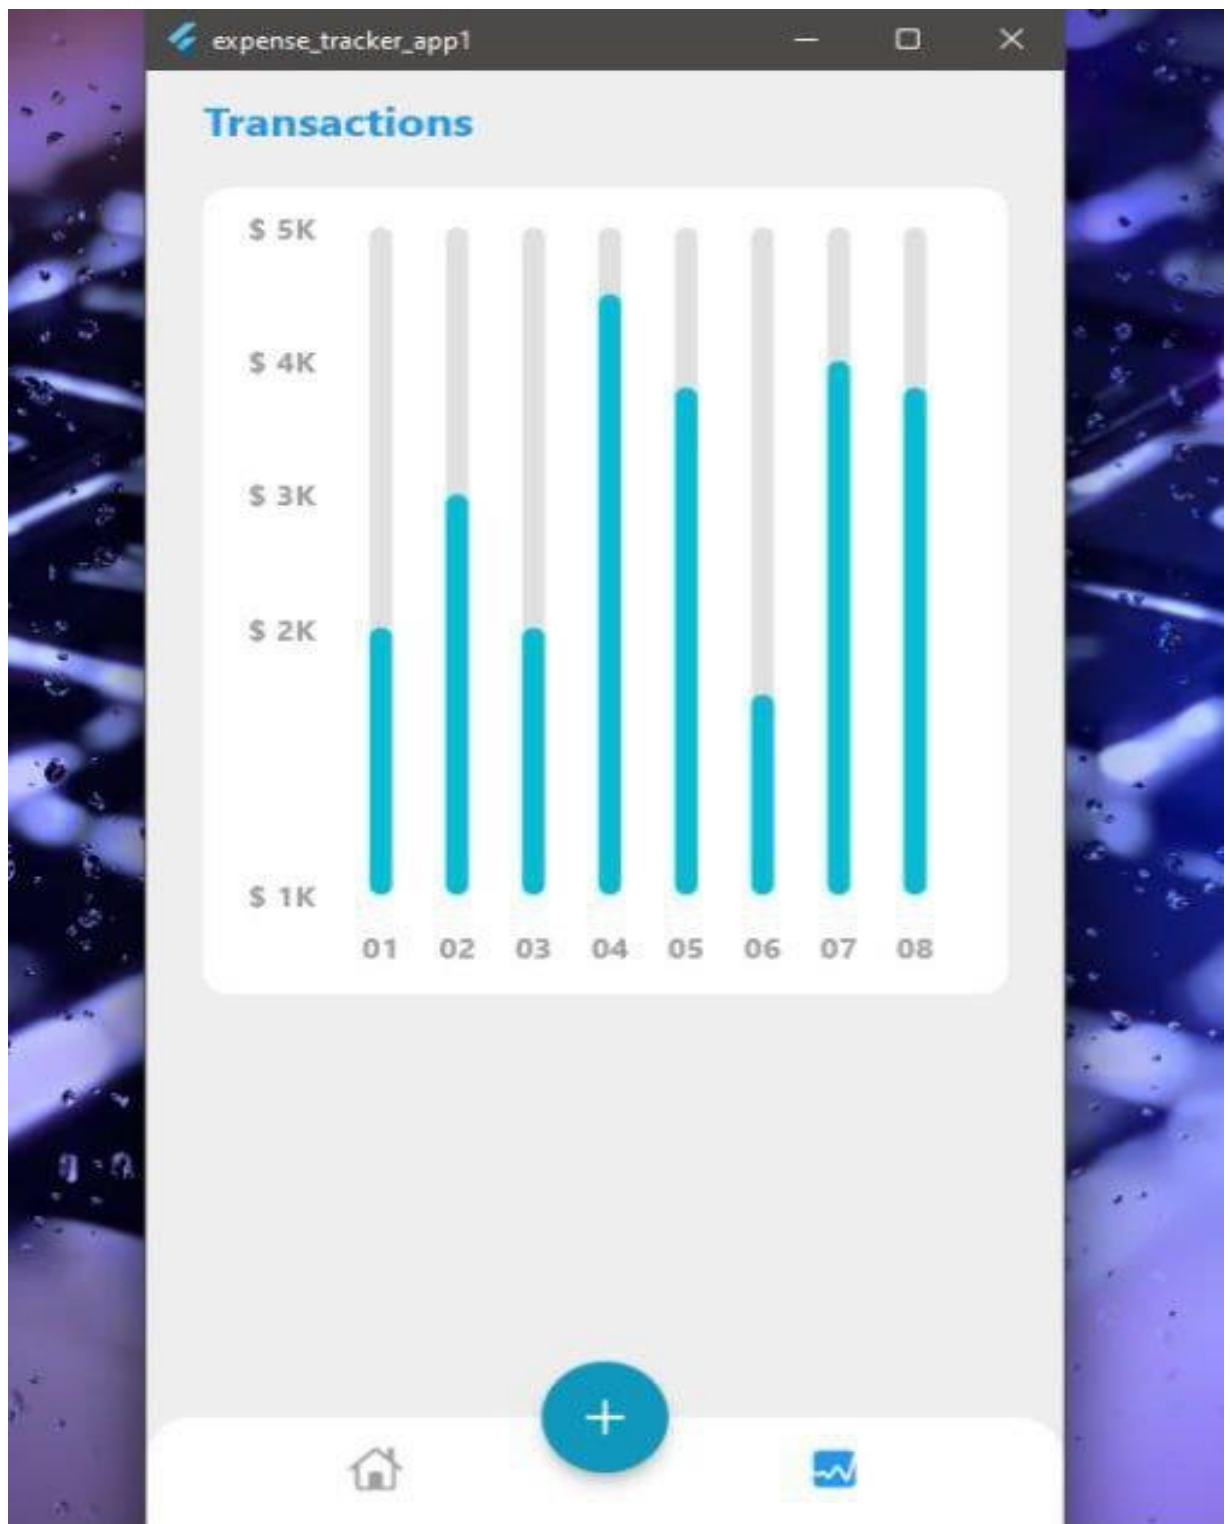 expense_tracker_app1
Transactions
$ 5K
$ 4K
$ 3K
$ 2K
$ 1K
01 02 03 04 05 06 07 08